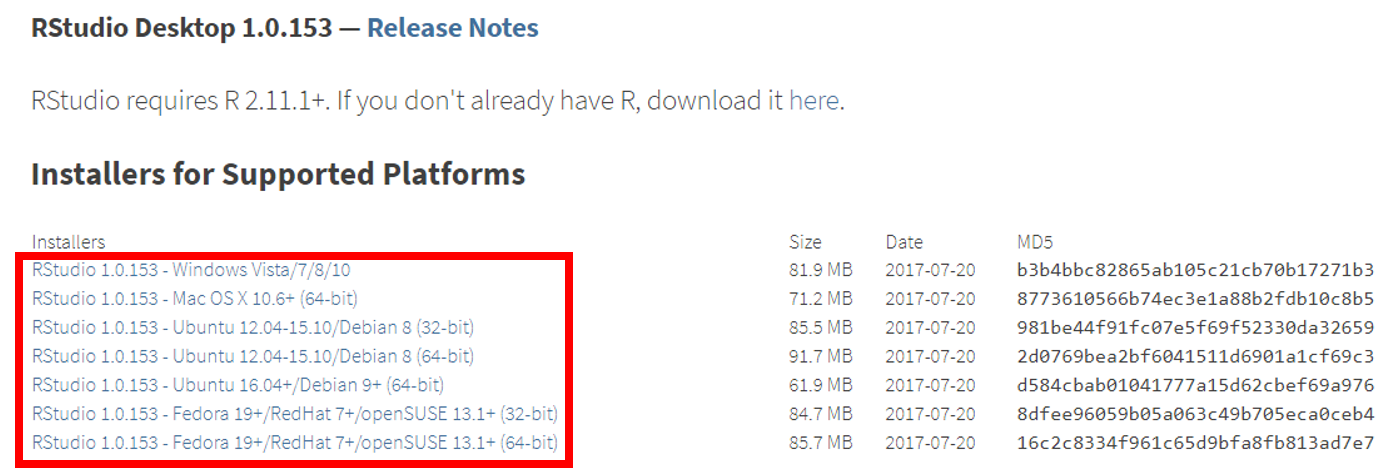 RStudio Desktop 1.0.153 — Release Notes
RStudio requires R 2.11.1+. If you don't already have R, download it here.
Installers for Supported Platforms
Installers Size Date MD5
RStudio 1.0.153 - Windows Vista/7/8/10 81.9 MB 2017-07-20 b3b4bbc82865ab105c21cb70b17271b3
RStudio 1.0.153 - Mac OS X 10.6+ (64-bit) 71.2 MB 2017-07-20 8773610566b74ec3e1a88b2fdb10c8b5
RStudio 1.0.153 - Ubuntu 12.04-15.10/Debian 8 (32-bit) 85.5 MB 2017-07-20 981be44f91fc07e5f69f52330da32659
RStudio 1.0.153 - Ubuntu 12.04-15.10/Debian 8 (64-bit) 91.7 MB 2017-07-20 2d0769bea2bf6041511d6901a1cf69c3
RStudio 1.0.153 - Ubuntu 16.04+/Debian 9+ (64-bit) 61.9 MB 2017-07-20 d584cbab01041777a15d62cbef69a976
RStudio 1.0.153 - Fedora 19+/RedHat 7+/openSUSE 13.1+ (32-bit) 84.7 MB 2017-07-20 8dfee96059b05a063c49b705eca0ceb4
RStudio 1.0.153 - Fedora 19+/RedHat 7+/openSUSE 13.1+ (64-bit) 85.7 MB 2017-07-20 16c2c8334f961c65d9bfa8fb813ad7e7